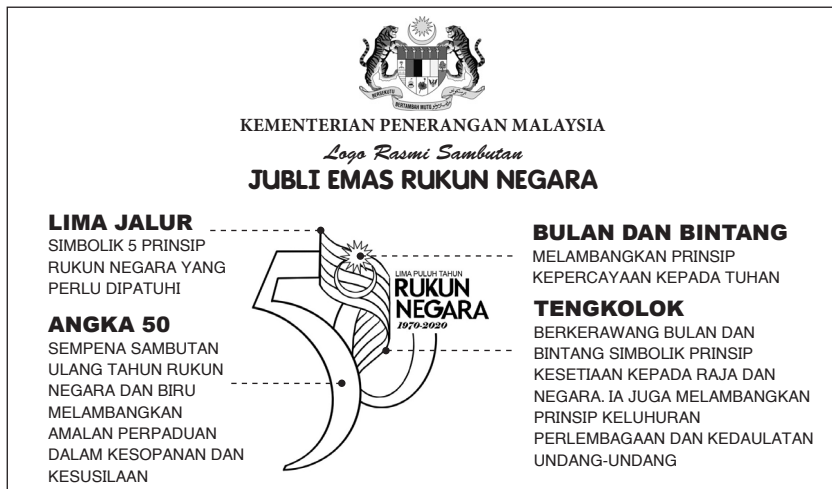 BERSEKUTU BERTAMBAH MUTU
KEMENTERIAN PENERANGAN MALAYSIA
Logo Rasmi Sambutan
JUBLI EMAS RUKUN NEGARA
LIMA JALUR
SIMBOLIK 5 PRINSIP
RUKUN NEGARA YANG
PERLU DIPATUHI
ANGKA 50
SEMPENA SAMBUTAN
ULANG TAHUN RUKUN
NEGARA DAN BIRU
MELAMBANGKAN
AMALAN PERPADUAN
DALAM KESOPANAN DAN
KESUSILAAN
LIMA PULUH TAHUN
RUKUN
NEGARA
1970-2020
BULAN DAN BINTANG
MELAMBANGKAN PRINSIP
KEPERCAYAAN KEPADA TUHAN
TENGKOLOK
BERKERAWANG BULAN DAN
BINTANG SIMBOLIK PRINSIP
KESETIAAN KEPADA RAJA DAN
NEGARA. IA JUGA MELAMBANGKAN
PRINSIP KELUHURAN
PERLEMBAGAAN DAN KEDAULATAN
UNDANG-UNDANG